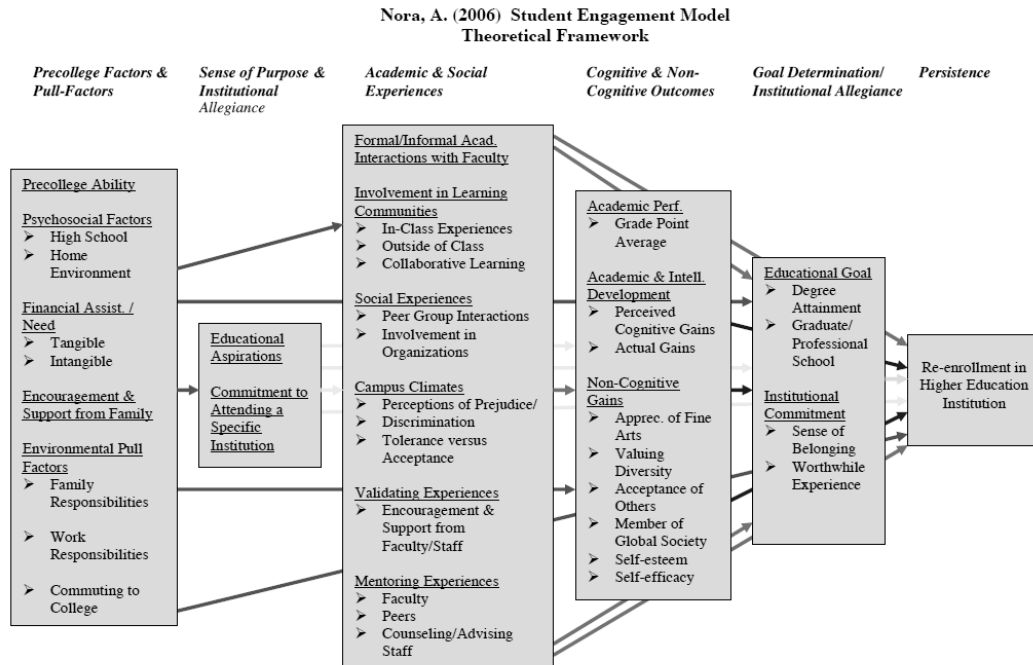 Nora, A. (2006)  Student Engagement Model
Theoretical Framework
Precollege Factors &
Pull-Factors
Sense of Purpose &
Institutional
Allegiance
Academic & Social
Experiences
Cognitive & Non-
Cognitive Outcomes
Goal Determination/
Institutional Allegiance
Persistence
Precollege Ability
Psychosocial Factors
➢ High School
➢ Home
Environment
Financial Assist. /
Need
➢ Tangible
➢ Intangible
Encouragement &
Support from Family
Environmental Pull
Factors
➢ Family
Responsibilities
➢ Work
Responsibilities
➢ Commuting to
College
Educational
Aspirations
Commitment to
Attending a
Specific
Institution
Formal/Informal Acad.
Interactions with Faculty
Involvement in Learning
Communities
➢ In-Class Experiences
➢ Outside of Class
➢ Collaborative Learning
Social Experiences
➢ Peer Group Interactions
➢ Involvement in
Organizations
Campus Climates
➢ Perceptions of Prejudice/
➢ Discrimination
➢ Tolerance versus
Acceptance
Validating Experiences
➢ Encouragement &
Support from
Faculty/Staff
Mentoring Experiences
➢ Faculty
➢ Peers
➢ Counseling/Advising
Staff
Academic Perf.
➢ Grade Point
Average
Academic & Intell.
Development
➢ Perceived
Cognitive Gains
➢ Actual Gains
Non-Cognitive
Gains
➢ Apprec. of Fine
Arts
➢ Valuing
Diversity
➢ Acceptance of
Others
➢ Member of
Global Society
➢ Self-esteem
➢ Self-efficacy
Educational Goal
➢ Degree
Attainment
➢ Graduate/
Professional
School
Institutional
Commitment
➢ Sense of
Belonging
➢ Worthwhile
Experience
Re-enrollment in
Higher Education
Institution